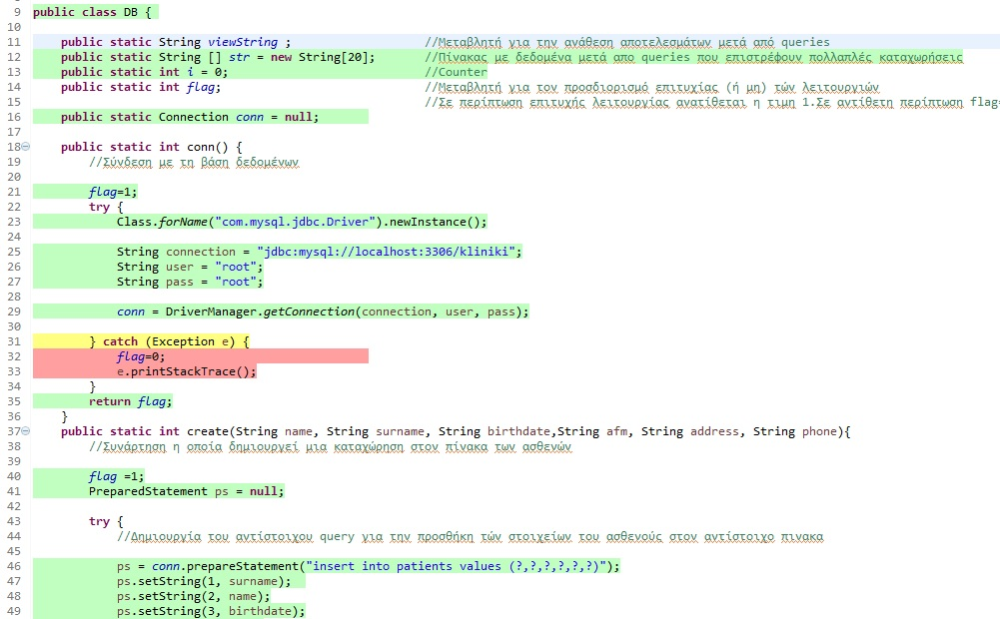 9 public class DB {
10
11 public static String viewString ; //Μεταβλητή για την ανάθεση αποτελεσμάτων μετά από queries
12 public static String [] str = new String[20]; //Πίνακας με δεδομένα μετά απο queries που επιστρέφουν πολλαπλές καταχωρήσεις
13 public static int i = 0; //Counter
14 public static int flag; //Μεταβλητή για τον προσδιορισμό επιτυχίας (ή μη) τών λειτουργιών
15 //Σε περίπτωση επιτυχής λειτουργίας ανατίθεται η τιμη 1.Σε αντίθετη περίπτωση flag=
16 public static Connection conn = null;
17
18 public static int conn() {
19 //Σύνδεση με τη βάση δεδομένων
20
21 flag=1;
22 try {
23 Class.forName("com.mysql.jdbc.Driver").newInstance();
24
25 String connection = "jdbc:mysql://localhost:3306/kliniki";
26 String user = "root";
27 String pass = "root";
28
29 conn = DriverManager.getConnection(connection, user, pass);
30
31 } catch (Exception e) {
32 flag=0;
33 e.printStackTrace();
34 }
35 return flag;
36 }
37 public static int create(String name, String surname, String birthdate,String afm, String address, String phone){
38 //Συνάρτηση η οποία δημιουργεί μια καταχώρηση στον πίνακα των ασθενών
39
40 flag =1;
41 PreparedStatement ps = null;
42
43 try {
44 //Δημιουργία του αντίστοιχου query για την προσθήκη τών στοιχείων του ασθενούς στον αντίστοιχο πινακα
45
46 ps = conn.prepareStatement("insert into patients values (?,?,?,?,?,?)");
47 ps.setString(1, surname);
48 ps.setString(2, name);
49 ps.setString(3, birthdate);